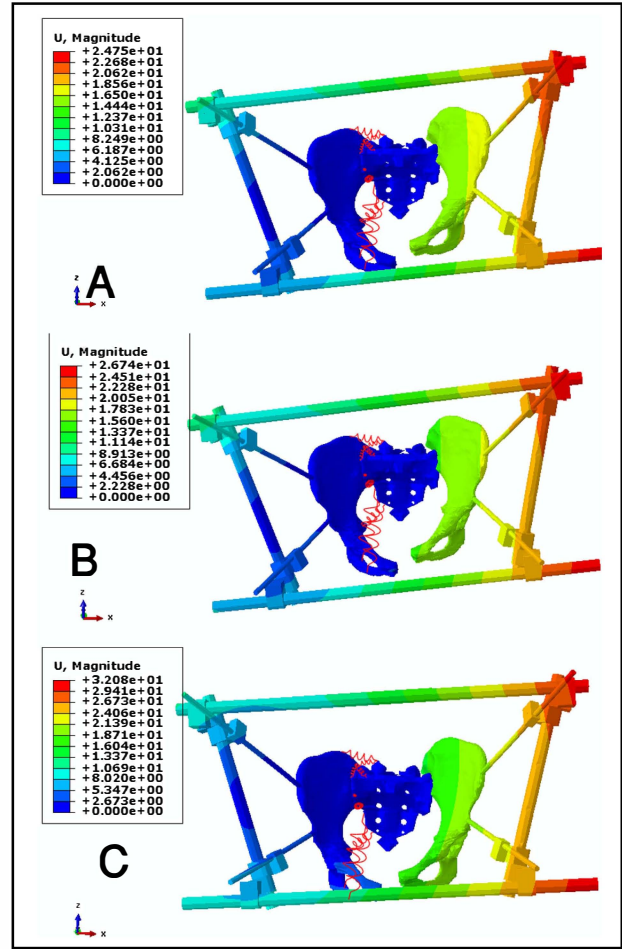 U, Magnitude
+2.475e+01
+2.268e+01
+2.062e+01
+1.856e+01
+1.650e+01
+1.444e+01
+1.237e+01
+1.031e+01
+8.249e+00
+6.187e+00
+4.125e+00
+2.062e+00
+0.000e+00
z
x
A
U, Magnitude
+2.674e+01
+2.451e+01
+2.228e+01
+2.005e+01
+1.783e+01
+1.560e+01
+1.337e+01
+1.114e+01
+8.913e+00
+6.684e+00
+4.456e+00
+2.228e+00
+0.000e+00
B
z
x
U, Magnitude
+3.208e+01
+2.941e+01
+2.673e+01
+2.406e+01
+2.139e+01
+1.871e+01
+1.604e+01
+1.337e+01
+1.069e+01
+8.020e+00
+5.347e+00
+2.673e+00
+0.000e+00
C
z
x